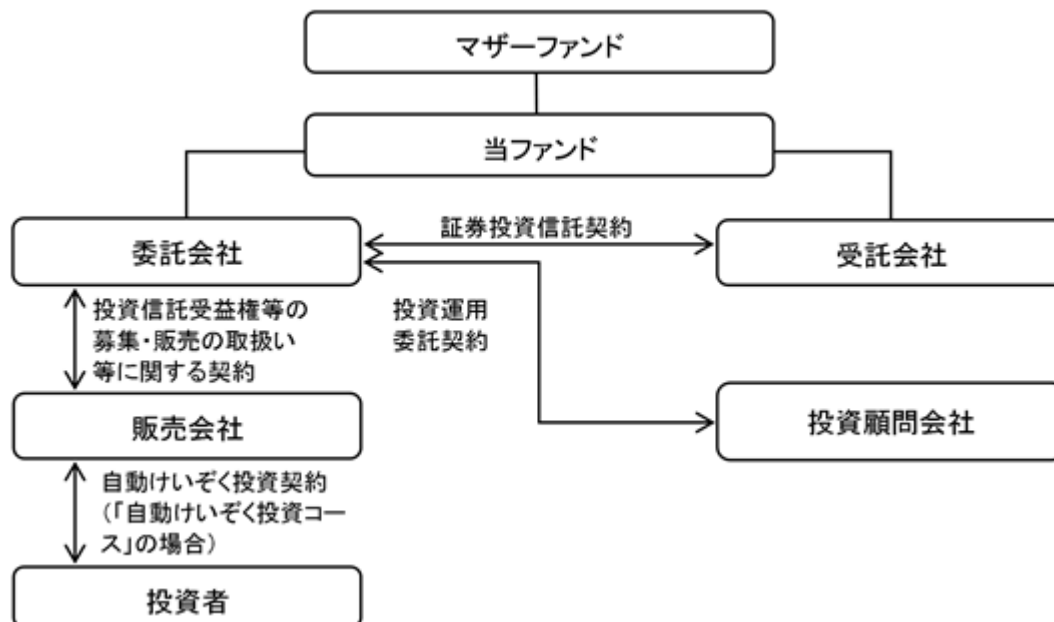 マザーファンド
当ファンド
証券投資信託契約
委託会社
受託会社
投資信託受益権等の
募集・販売の取扱い
等に関する契約
投資運用
委託契約
販売会社
投資顧問会社
自動けいぞく投資契約
(「自動けいぞく投資コー
ス」の場合)
投資者